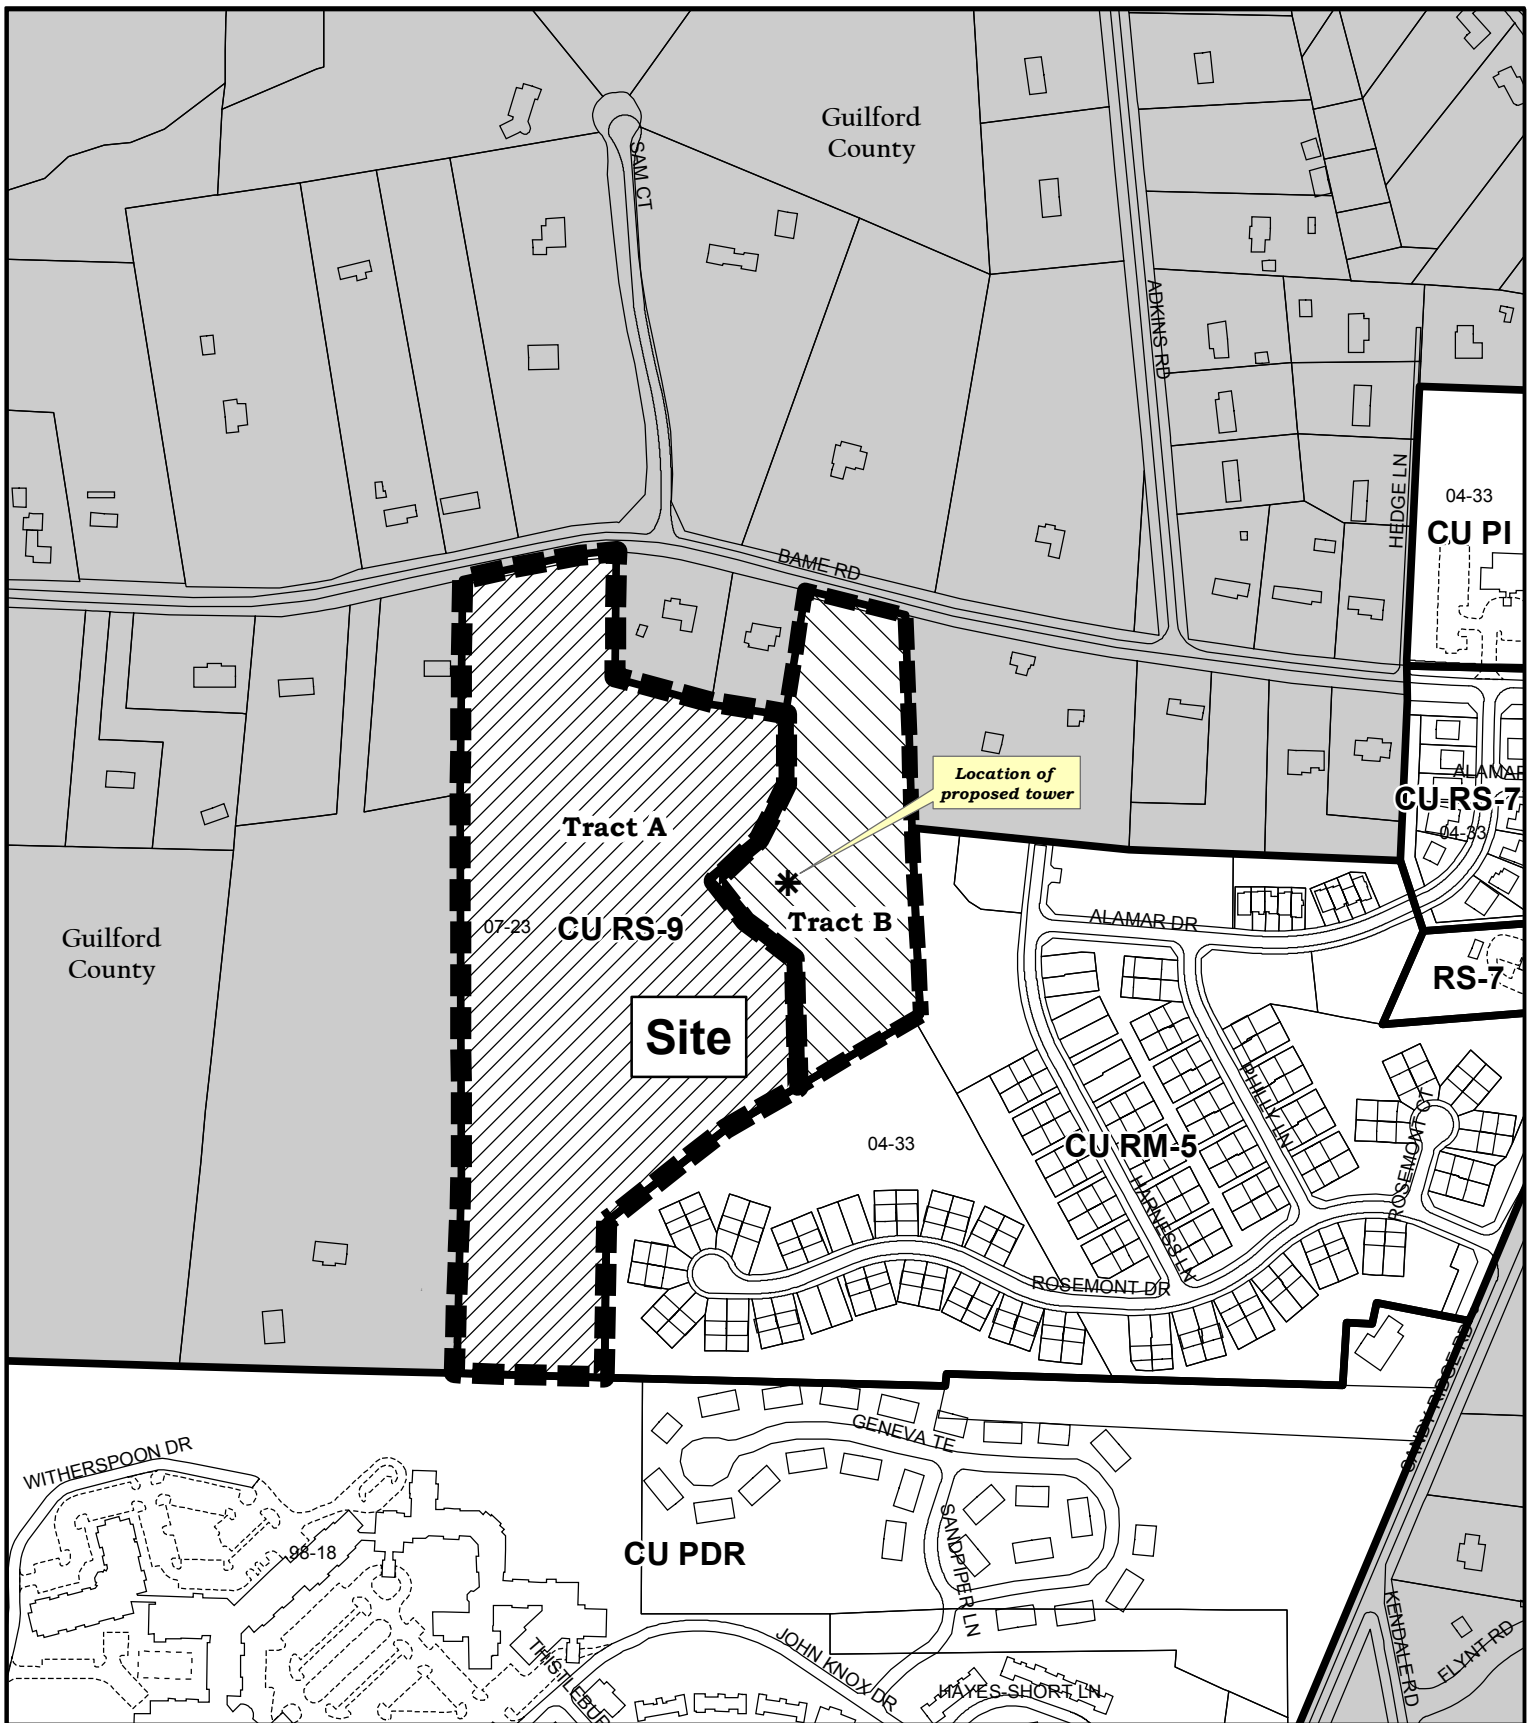 Guilford
County
SAM CT
ADKINS RD
HEDGE LN
04-33
CU PI
BAME RD
Location of
proposed tower
ALAMAR
CU RS-7
04-33
Tract A
07-23
CU RS-9
Tract B
ALAMAR DR
Guilford
County
RS-7
Site
PHILLY LN
04-33
CU RM-5
ROSEMONT CT
HARNESS LN
ROSEMONT DR
SANDY RIDGE RD
GENEVA TE
WITHERSPOON DR
98-18
CU PDR
SANDPIPER LN
KENDALE RD
FLYNT RD
THISTLEBUR
JOHN KNOX DR
HAYES-SHORT LN